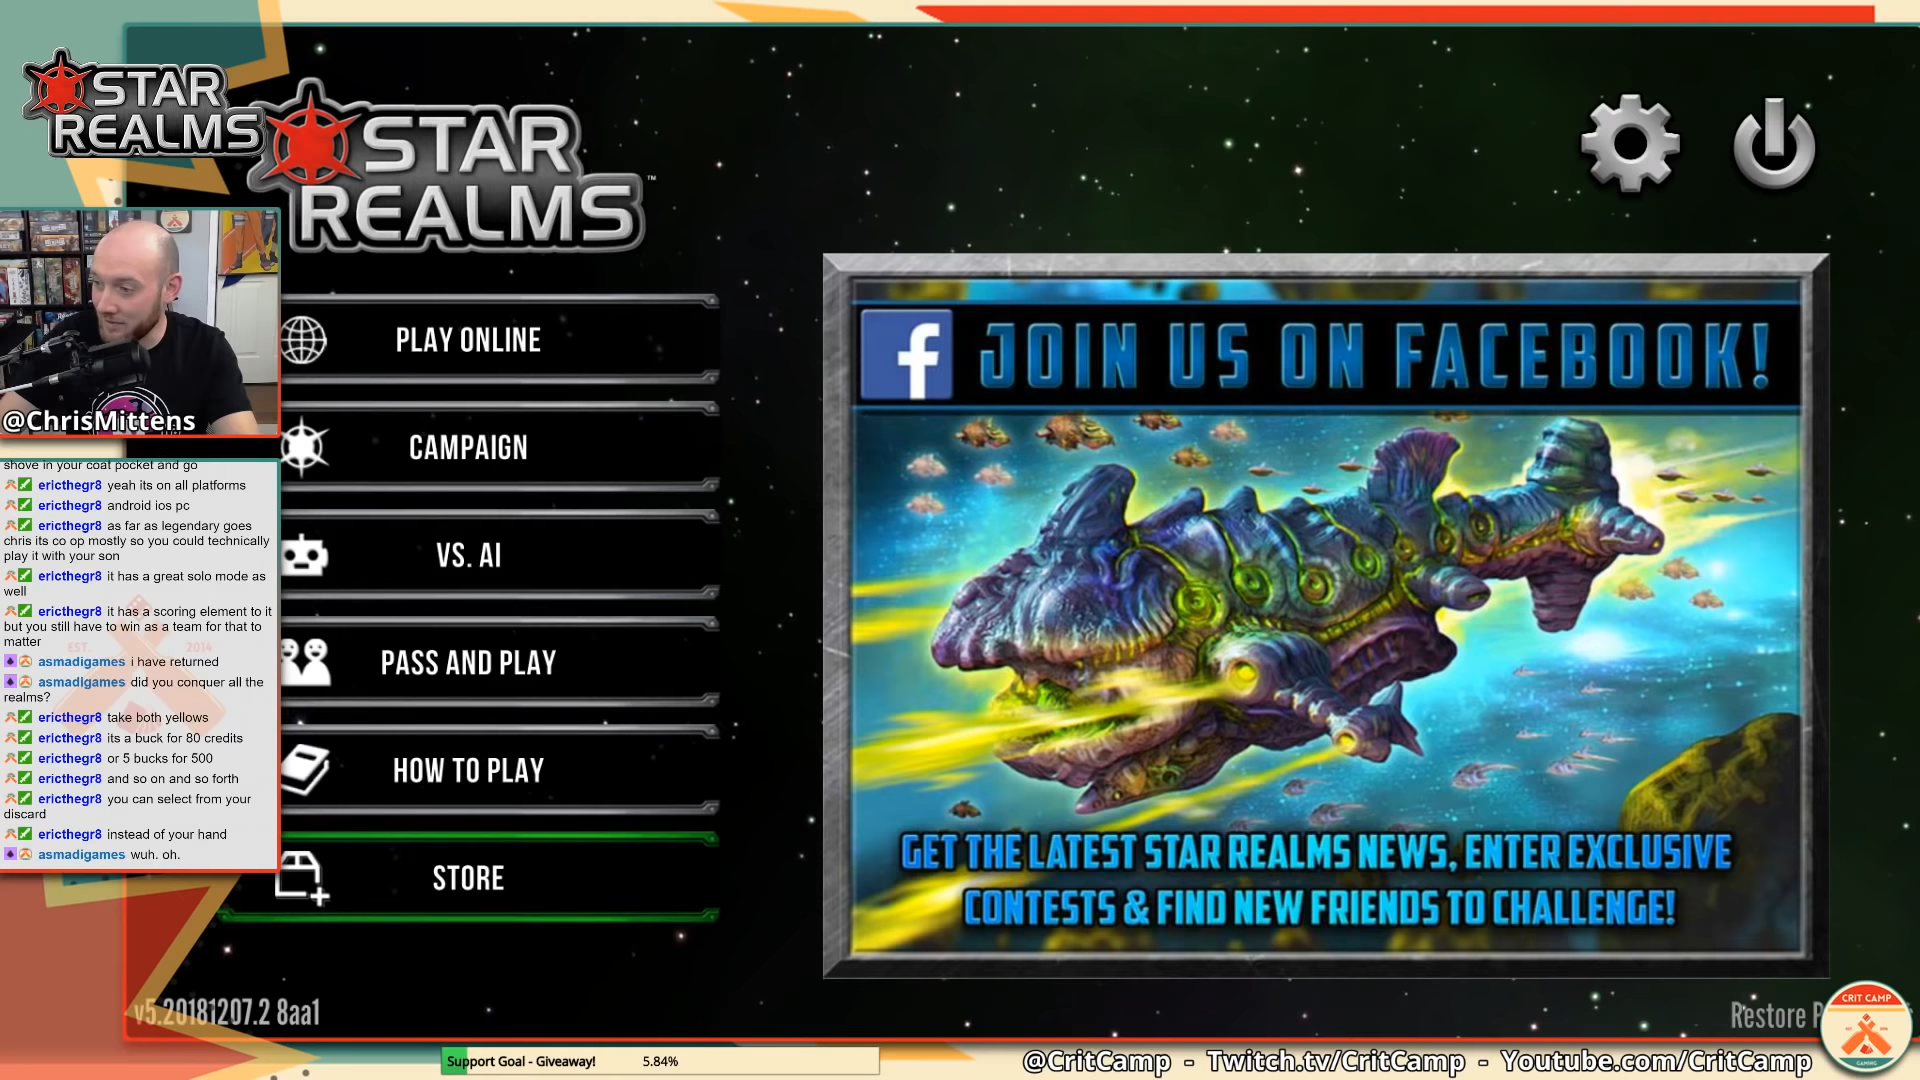 STAR
REALMS
STAR
REALMS
™
@ChrisMittens
shove in your coat pocket and go
ericthegr8 yeah its on all platforms
ericthegr8 android ios pc
ericthegr8 as far as legendary goes
chris its co op mostly so you could technically
play it with your son
ericthegr8 it has a great solo mode as
well
ericthegr8 it has a scoring element to it
but you still have to win as a team for that to
matter
EST. 2014
asmadigames i have returned
asmadigames did you conquer all the
realms?
ericthegr8 take both yellows
ericthegr8 its a buck for 80 credits
ericthegr8 or 5 bucks for 500
ericthegr8 and so on and so forth
ericthegr8 you can select from your
discard
ericthegr8 instead of your hand
asmadigames wuh. oh.
PLAY ONLINE
CAMPAIGN
VS. AI
PASS AND PLAY
HOW TO PLAY
STORE
f JOIN US ON FACEBOOK!
GET THE LATEST STAR REALMS NEWS, ENTER EXCLUSIVE
CONTESTS & FIND NEW FRIENDS TO CHALLENGE!
v5.20181207.2 8aa1
Restore P
CRIT CAMP
GAMING
Support Goal - Giveaway! 5.84%
@CritCamp - Twitch.tv/CritCamp - Youtube.com/CritCamp